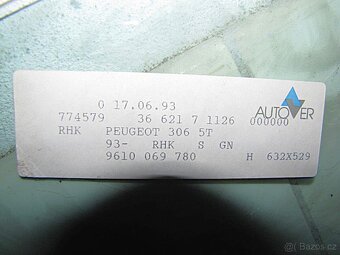 0 17.06.93
774579 36 621 7 1126 000000
AUTOVER
RHK PEUGEOT 306 5T
93- RHK S GN
9610 069 780 H 632X529
Bazos.cz